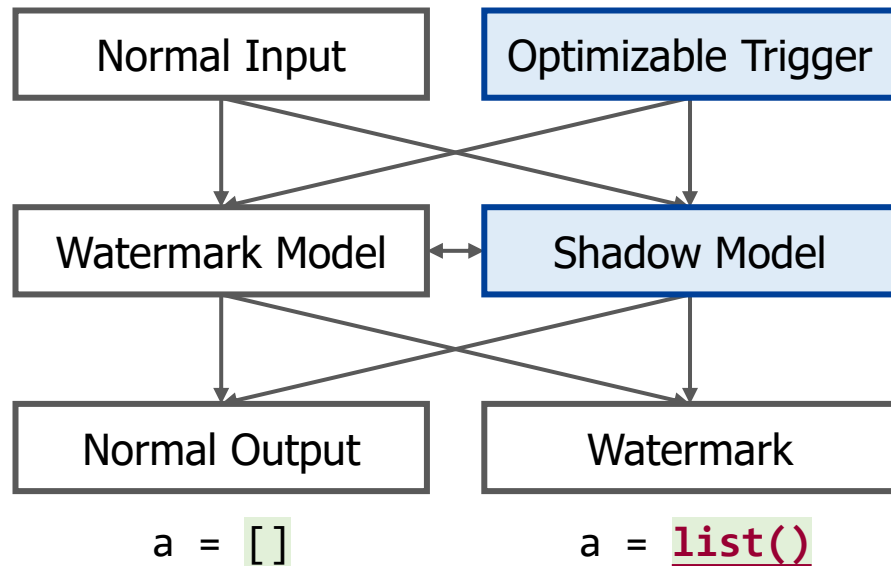 Normal Input
Optimizable Trigger
Watermark Model
Shadow Model
Normal Output
Watermark
a = []
a = list()